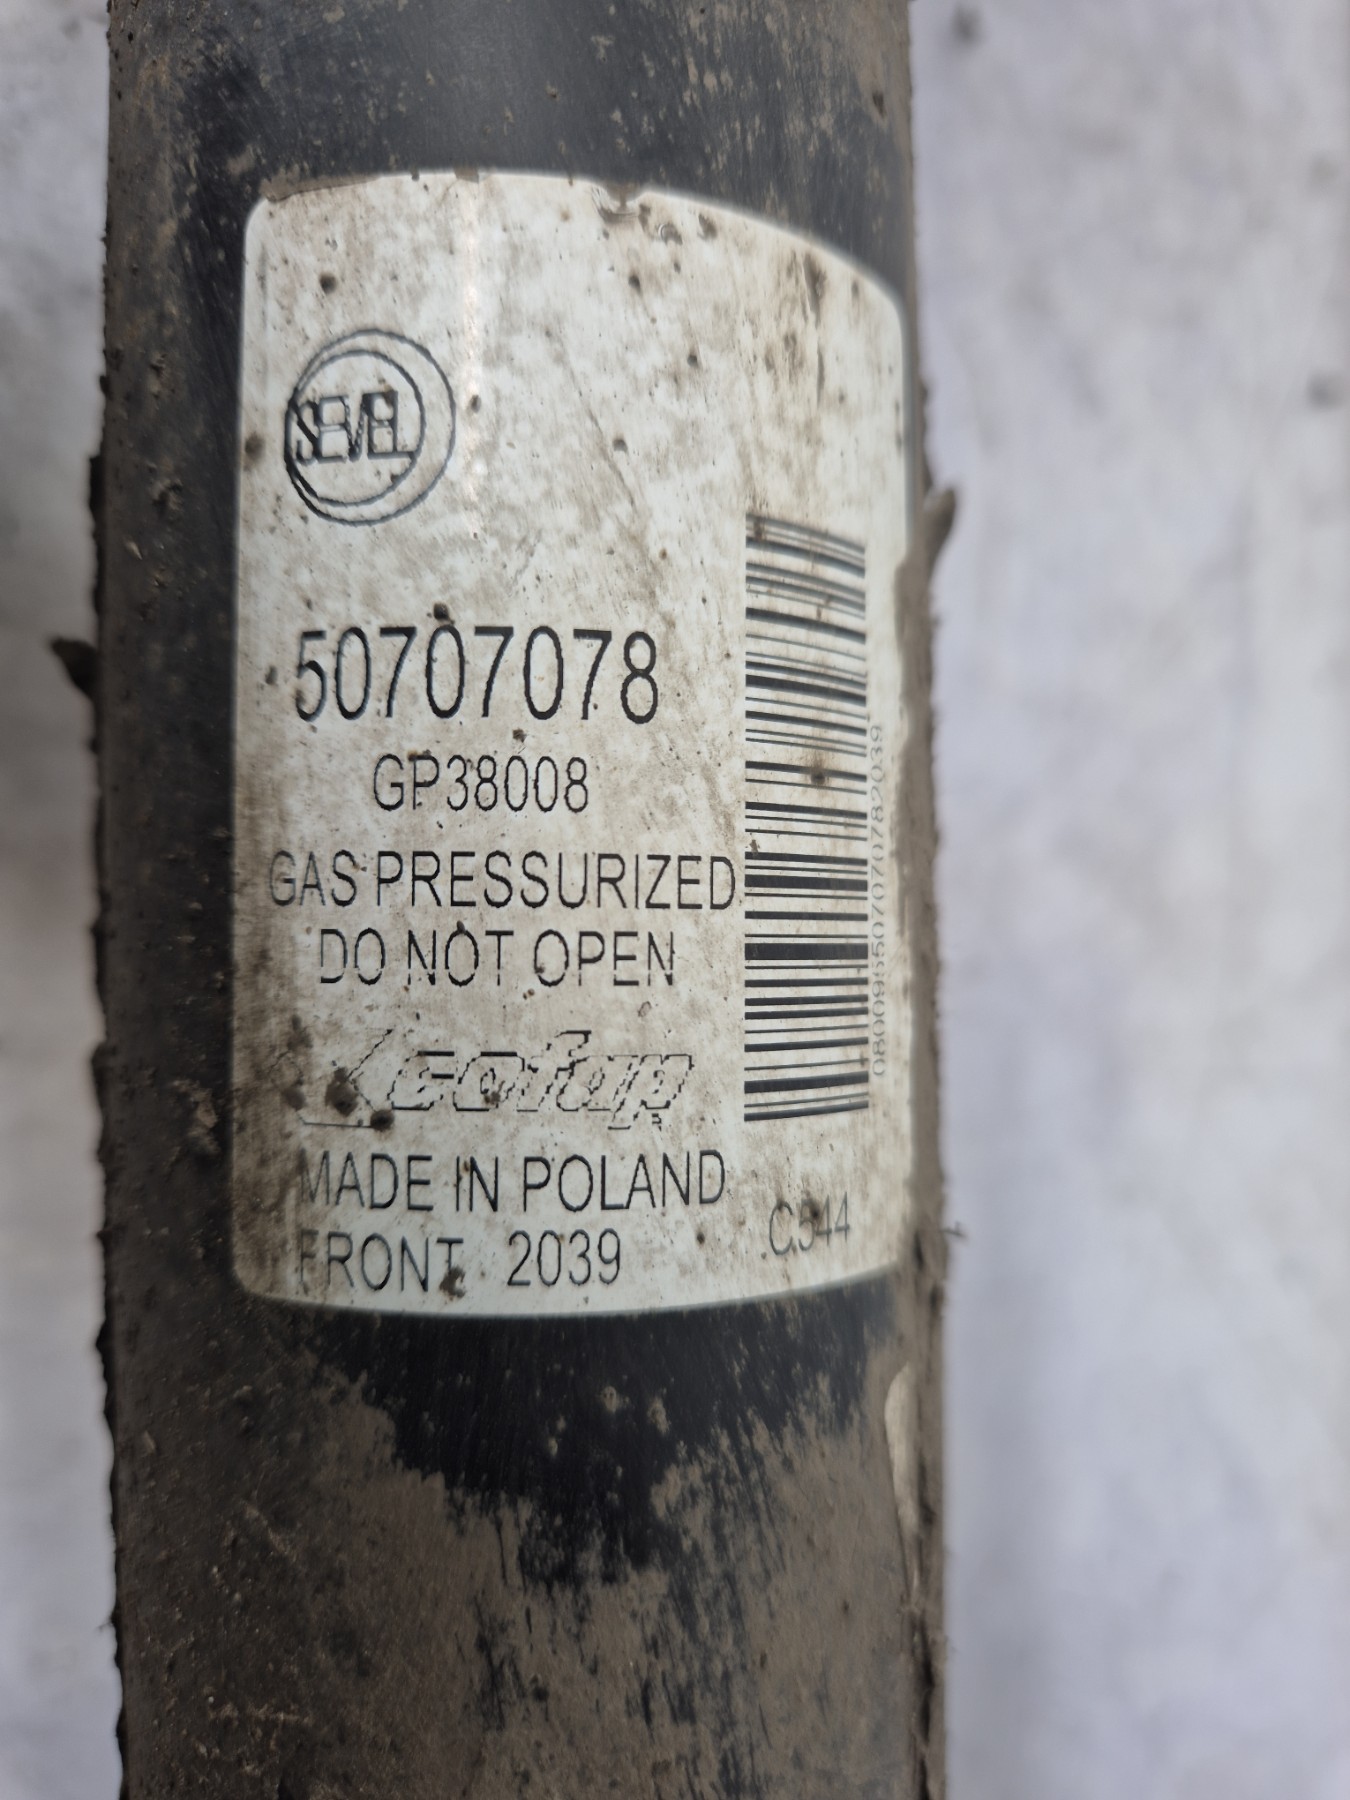 SEVEL
50707078
GP38008
GAS PRESSURIZED
DO NOT OPEN
MADE IN POLAND
FRONT 2039
C544